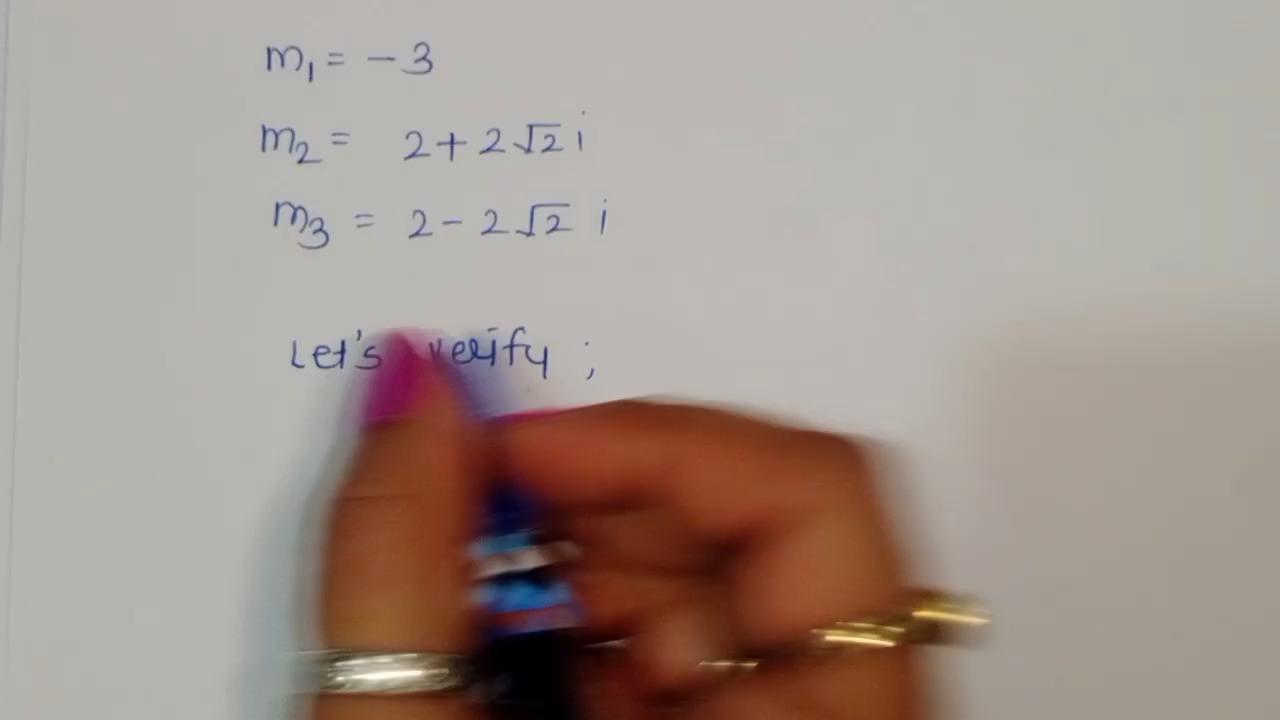 m₁ = -3
m₂ = 2+2√2 i
m₃ = 2-2√2 i
Let's verify ;